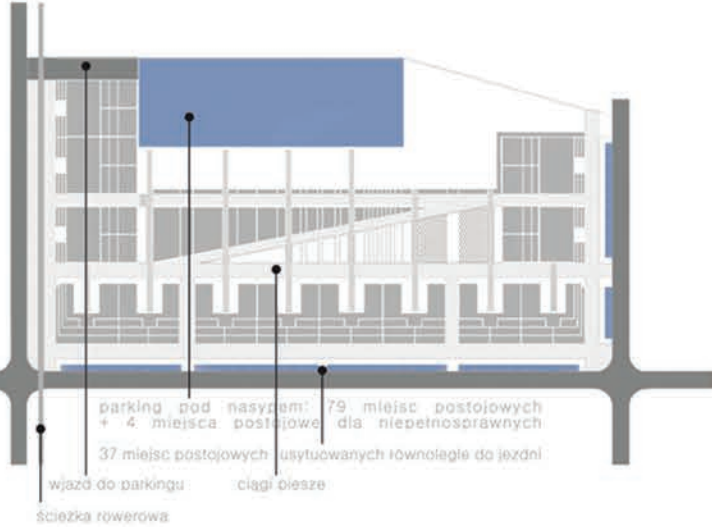 parking pod nasypem: 79 miejsc postojowych
+ 4 miejsca postojowe dla niepełnosprawnych
37 miejsc postojowych usytuowanych równolegle do jezdni
wjazd do parkingu ciągi piesze
ścieżka rowerowa